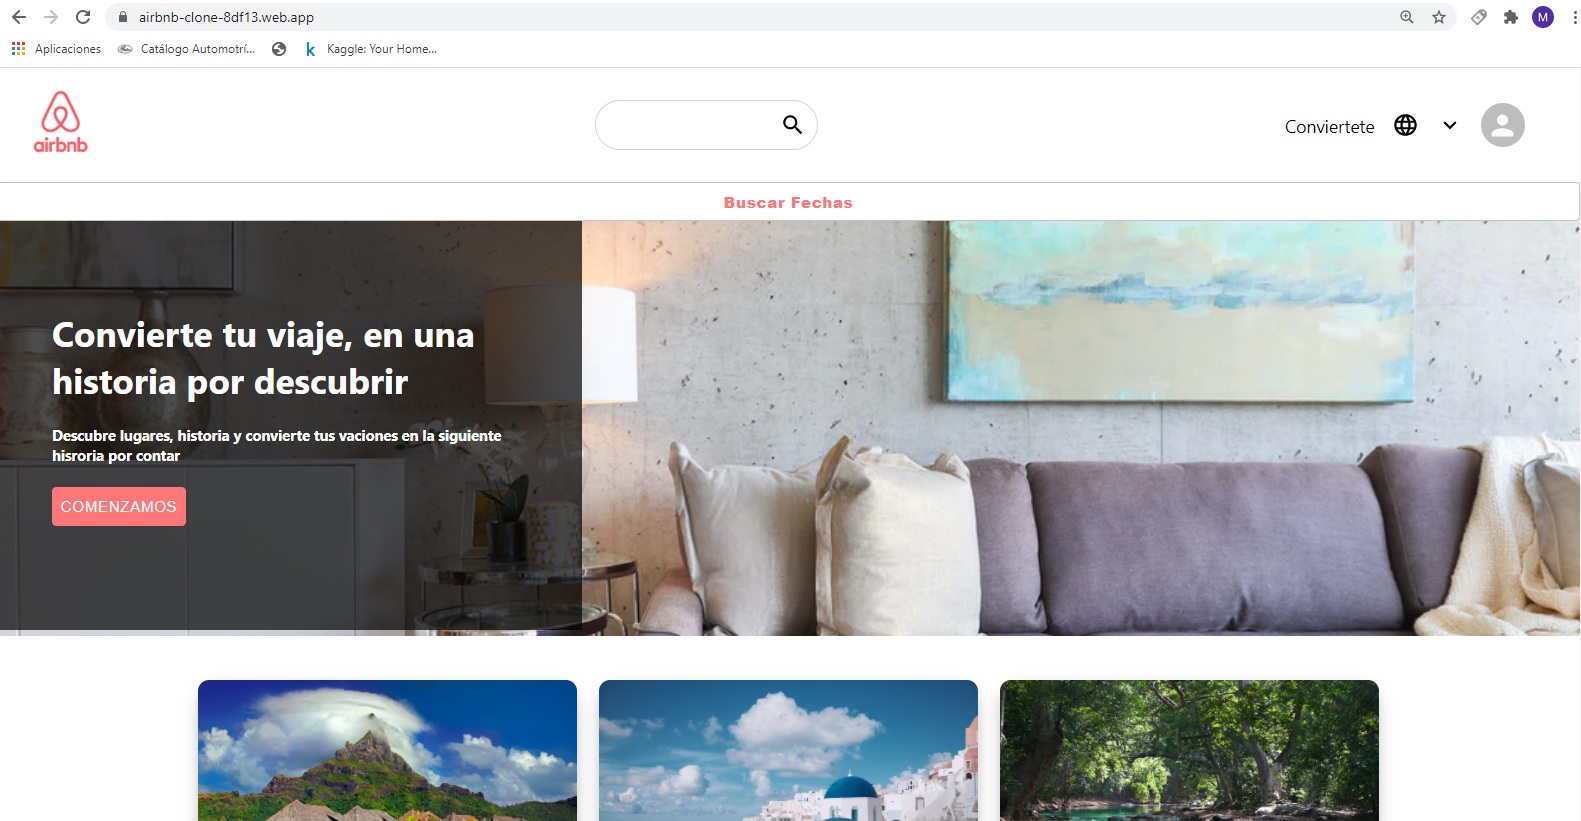 airbnb-clone-8df13.web.app
M
Aplicaciones
Catálogo Automotrí...
k
Kaggle: Your Home...
airbnb
Conviertete
Buscar Fechas
Convierte tu viaje, en una
historia por descubrir
Descubre lugares, historia y convierte tus vaciones en la siguiente
hisroria por contar
COMENZAMOS